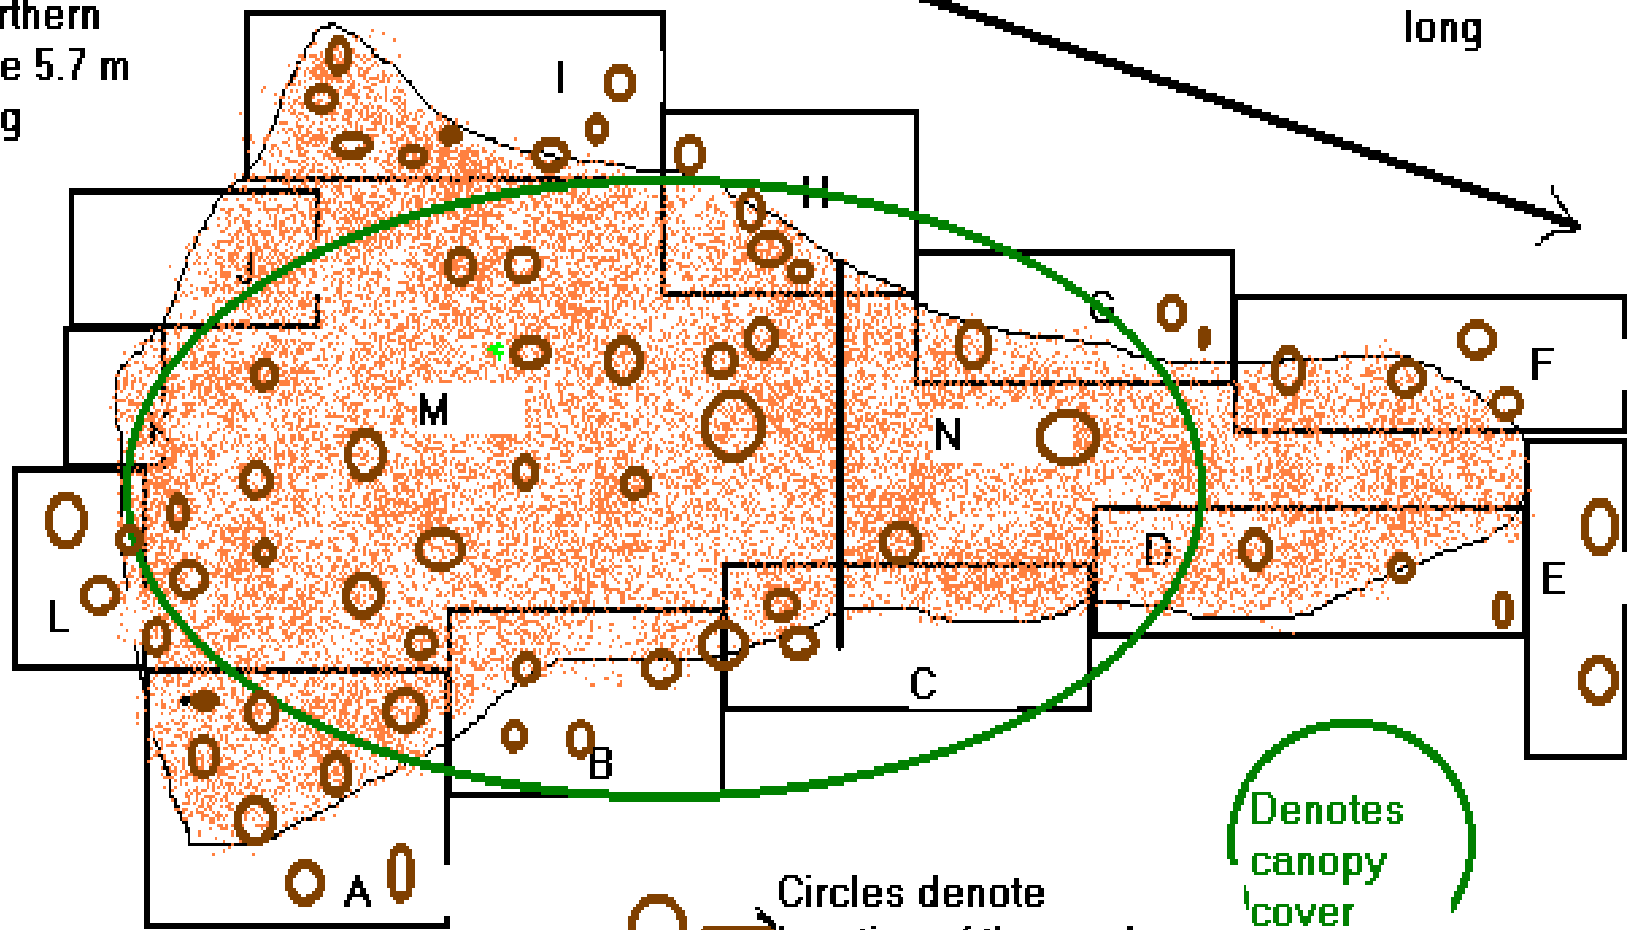 rthern
e 5.7 m
g
long
I
H
G
F
M
N
D
E
L
C
B
A
Denotes
canopy
cover
Circles denote